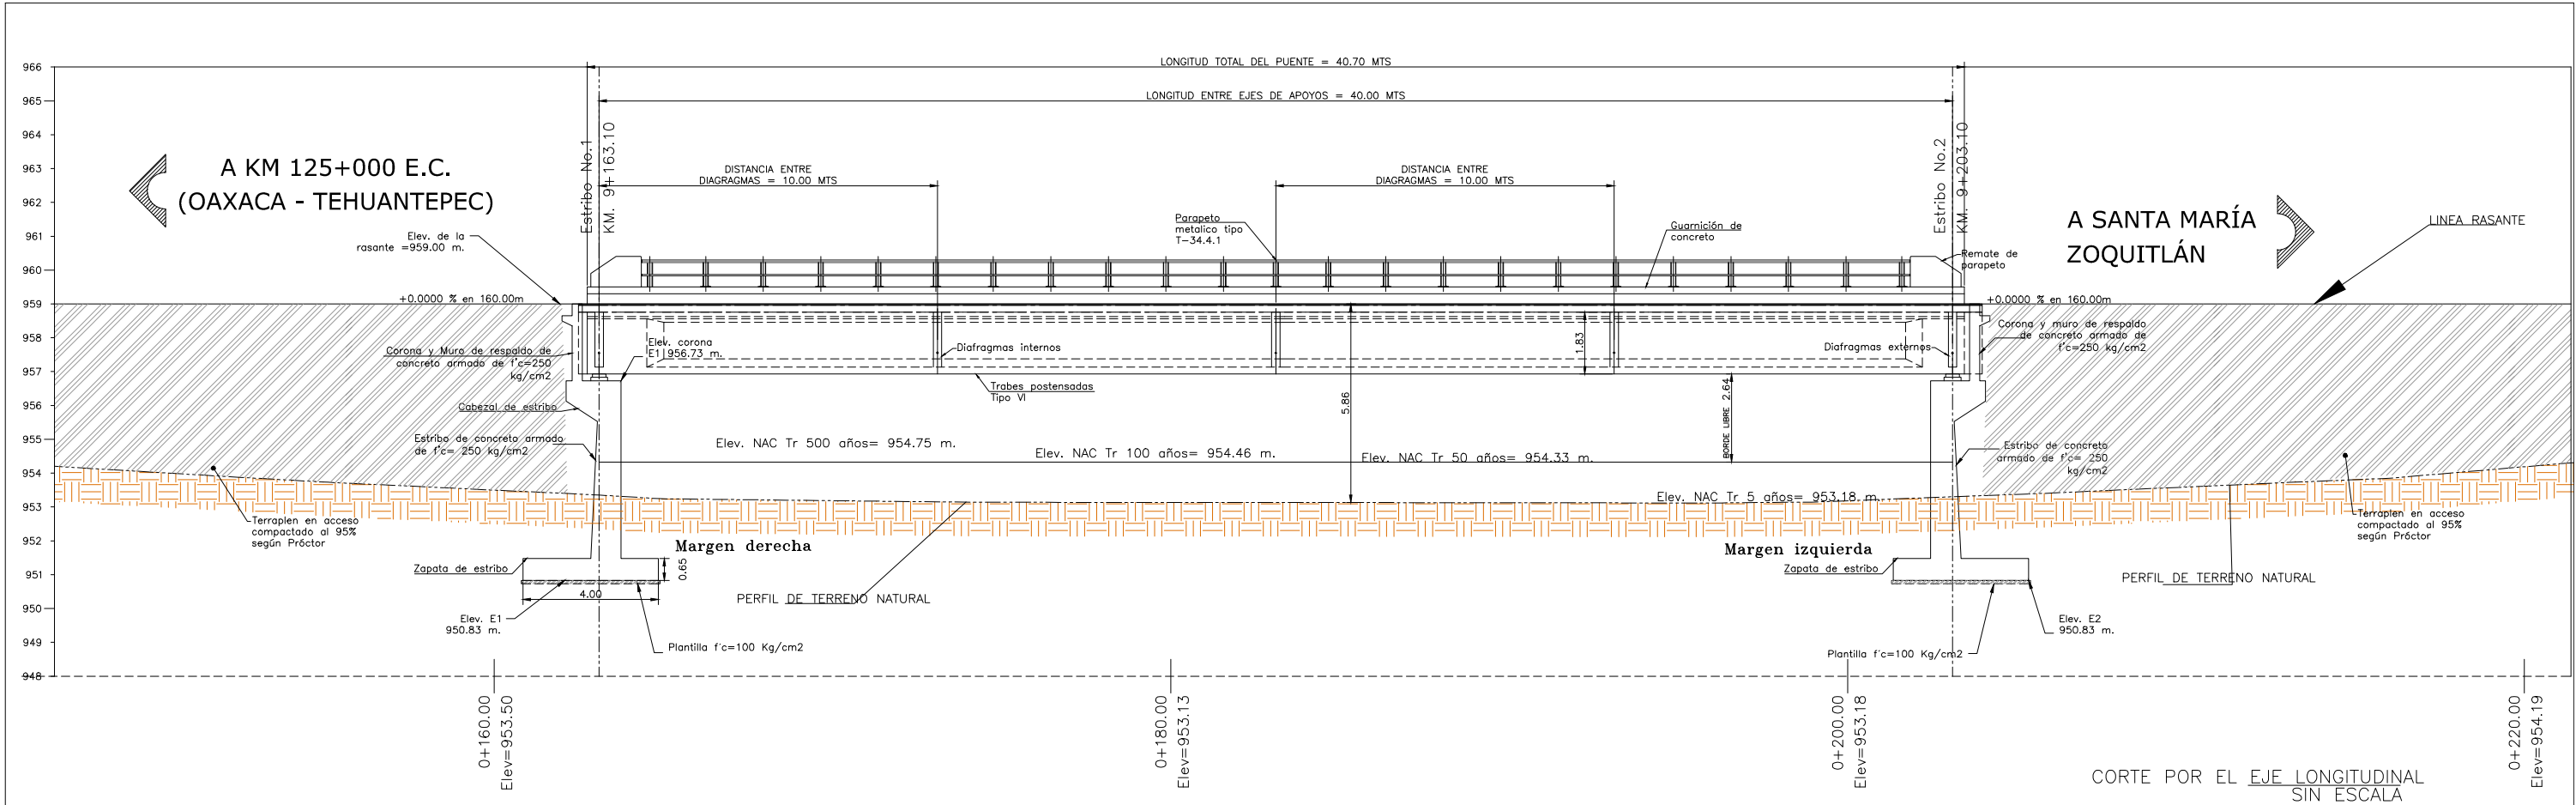 LONGITUD TOTAL DEL PUENTE = 40.70 MTS
LONGITUD ENTRE EJES DE APOYOS = 40.00 MTS
966
965
964
963
962
961
960
959
958
957
956
955
954
953
952
951
950
949
948
A KM 125+000 E.C.
(OAXACA - TEHUANTEPEC)
Estribo No.1
KM. 9+163.10
DISTANCIA ENTRE
DIAGRAGMAS = 10.00 MTS
DISTANCIA ENTRE
DIAGRAGMAS = 10.00 MTS
Estribo No.2
KM. 9+203.10
A SANTA MARÍA
ZOQUITLÁN
LINEA RASANTE
Elev. de la
rasante =959.00 m.
Parapeto
metalico tipo
T-34.4.1
Guarnición de
concreto
Remate de
parapeto
+0.0000 % en 160.00m
+0.0000 % en 160.00m
Corona y Muro de respaldo de
concreto armado de f'c=250
kg/cm2
Elev. corona
E1 956.73 m.
Diafragmas internos
1.83
Diafragmas externos
Corona y muro de respaldo
de concreto armado de
f'c=250 kg/cm2
Trabes postensadas
Tipo VI
5.86
BORDE LIBRE 2.64
Cabezal de estribo
Estribo de concreto armado
de f'c= 250 kg/cm2
Elev. NAC Tr 500 años= 954.75 m.
Elev. NAC Tr 100 años= 954.46 m.
Elev. NAC Tr 50 años= 954.33 m.
Elev. NAC Tr 5 años= 953.18 m.
Estribo de concreto
armado de f'c= 250
kg/cm2
Terraplen en acceso
compactado al 95%
según Próctor
Terraplen en acceso
compactado al 95%
según Próctor
Margen derecha
Margen izquierda
Zapata de estribo
0.65
4.00
Zapata de estribo
PERFIL DE TERRENO NATURAL
PERFIL DE TERRENO NATURAL
Elev. E1
950.83 m.
Plantilla f'c=100 Kg/cm2
Elev. E2
950.83 m.
Plantilla f'c=100 Kg/cm2
0+160.00
Elev=953.50
0+180.00
Elev=953.13
0+200.00
Elev=953.18
0+220.00
Elev=954.19
CORTE POR EL EJE LONGITUDINAL
SIN ESCALA